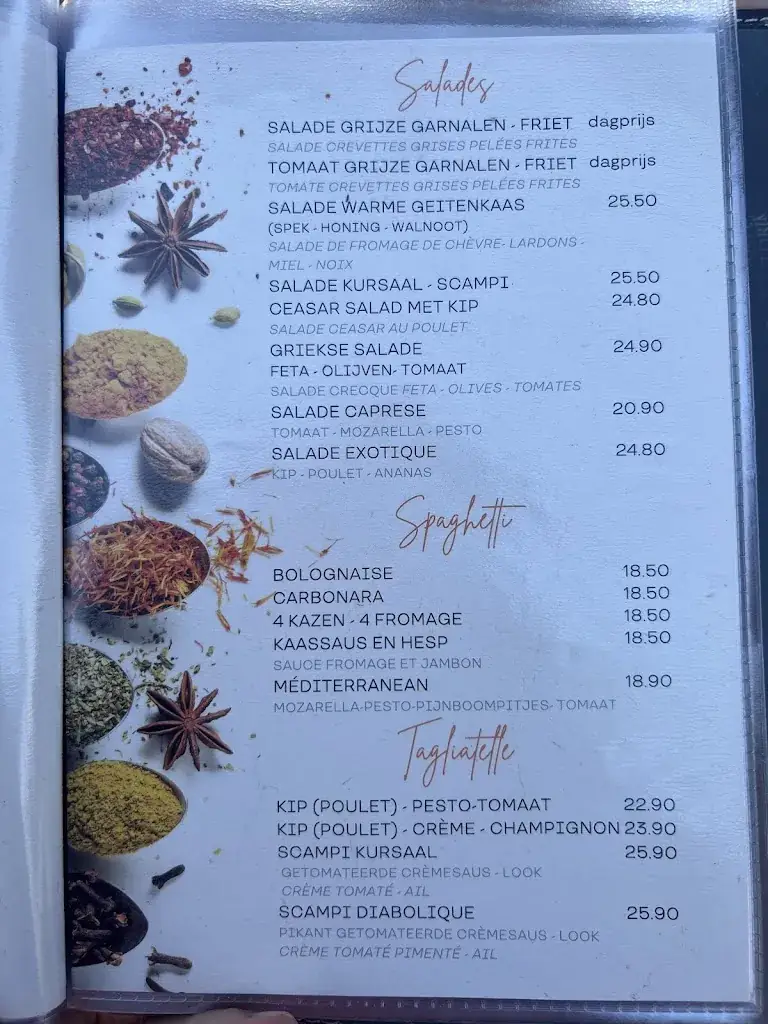 Salades
SALADE GRIJZE GARNALEN - FRIET dagprijs
SALADE CREVETTES GRISES PELÉES FRITES
TOMAAT GRIJZE GARNALEN - FRIET dagprijs
TOMATE CREVETTES GRISES PELÉES FRITES
SALADE WARME GEITENKAAS 25.50
(SPEK - HONING - WALNOOT)
SALADE DE FROMAGE DE CHÈVRE- LARDONS -
MIEL - NOIX
SALADE KURSAAL - SCAMPI 25.50
CEASAR SALAD MET KIP 24.80
SALADE CEASAR AU POULET
GRIEKSE SALADE 24.90
FETA - OLIJVEN- TOMAAT
SALADE CRECQUE FETA - OLIVES - TOMATES
SALADE CAPRESE 20.90
TOMAAT - MOZARELLA - PESTO
SALADE EXOTIQUE 24.80
KIP - POULET - ANANAS
Spaghetti
BOLOGNAISE 18.50
CARBONARA 18.50
4 KAZEN - 4 FROMAGE 18.50
KAASSAUS EN HESP 18:50
SAUCE FROMAGE ET JAMBON
MÉDITERRANEAN 18.90
MOZARELLA-PESTO-PIJNBOOMPITJES- TOMAAT
Tagliatelle
KIP (POULET) - PESTO-TOMAAT 22.90
KIP (POULET) - CRÈME - CHAMPIGNON 23.90
SCAMPI KURSAAL 25.90
GETOMATEERDE CRÈMESAUS - LOOK
CRÈME TOMATÉ - AIL
SCAMPI DIABOLIQUE 25.90
PIKANT GETOMATEERDE CRÈMESAUS - LOOK
CRÈME TOMATÉ PIMENTÉ - AIL